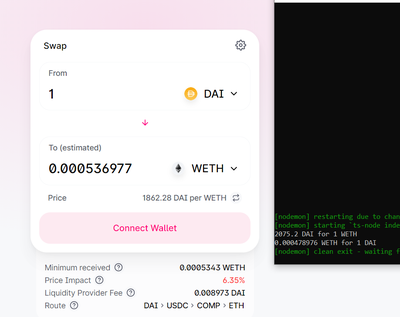 Swap
From
1 DAI
To (estimated)
0.000536977 WETH
Price 1862.28 DAI per WETH
Connect Wallet
Minimum received 0.0005343 WETH
Price Impact 6.35%
Liquidity Provider Fee 0.008973 DAI
Route DAI > USDC > COMP > ETH
[nodemon] restarting due to chan
[nodemon] starting `ts-node inde
2075.2 DAI for 1 WETH
0.000478976 WETH for 1 DAI
[nodemon] clean exit - waiting f